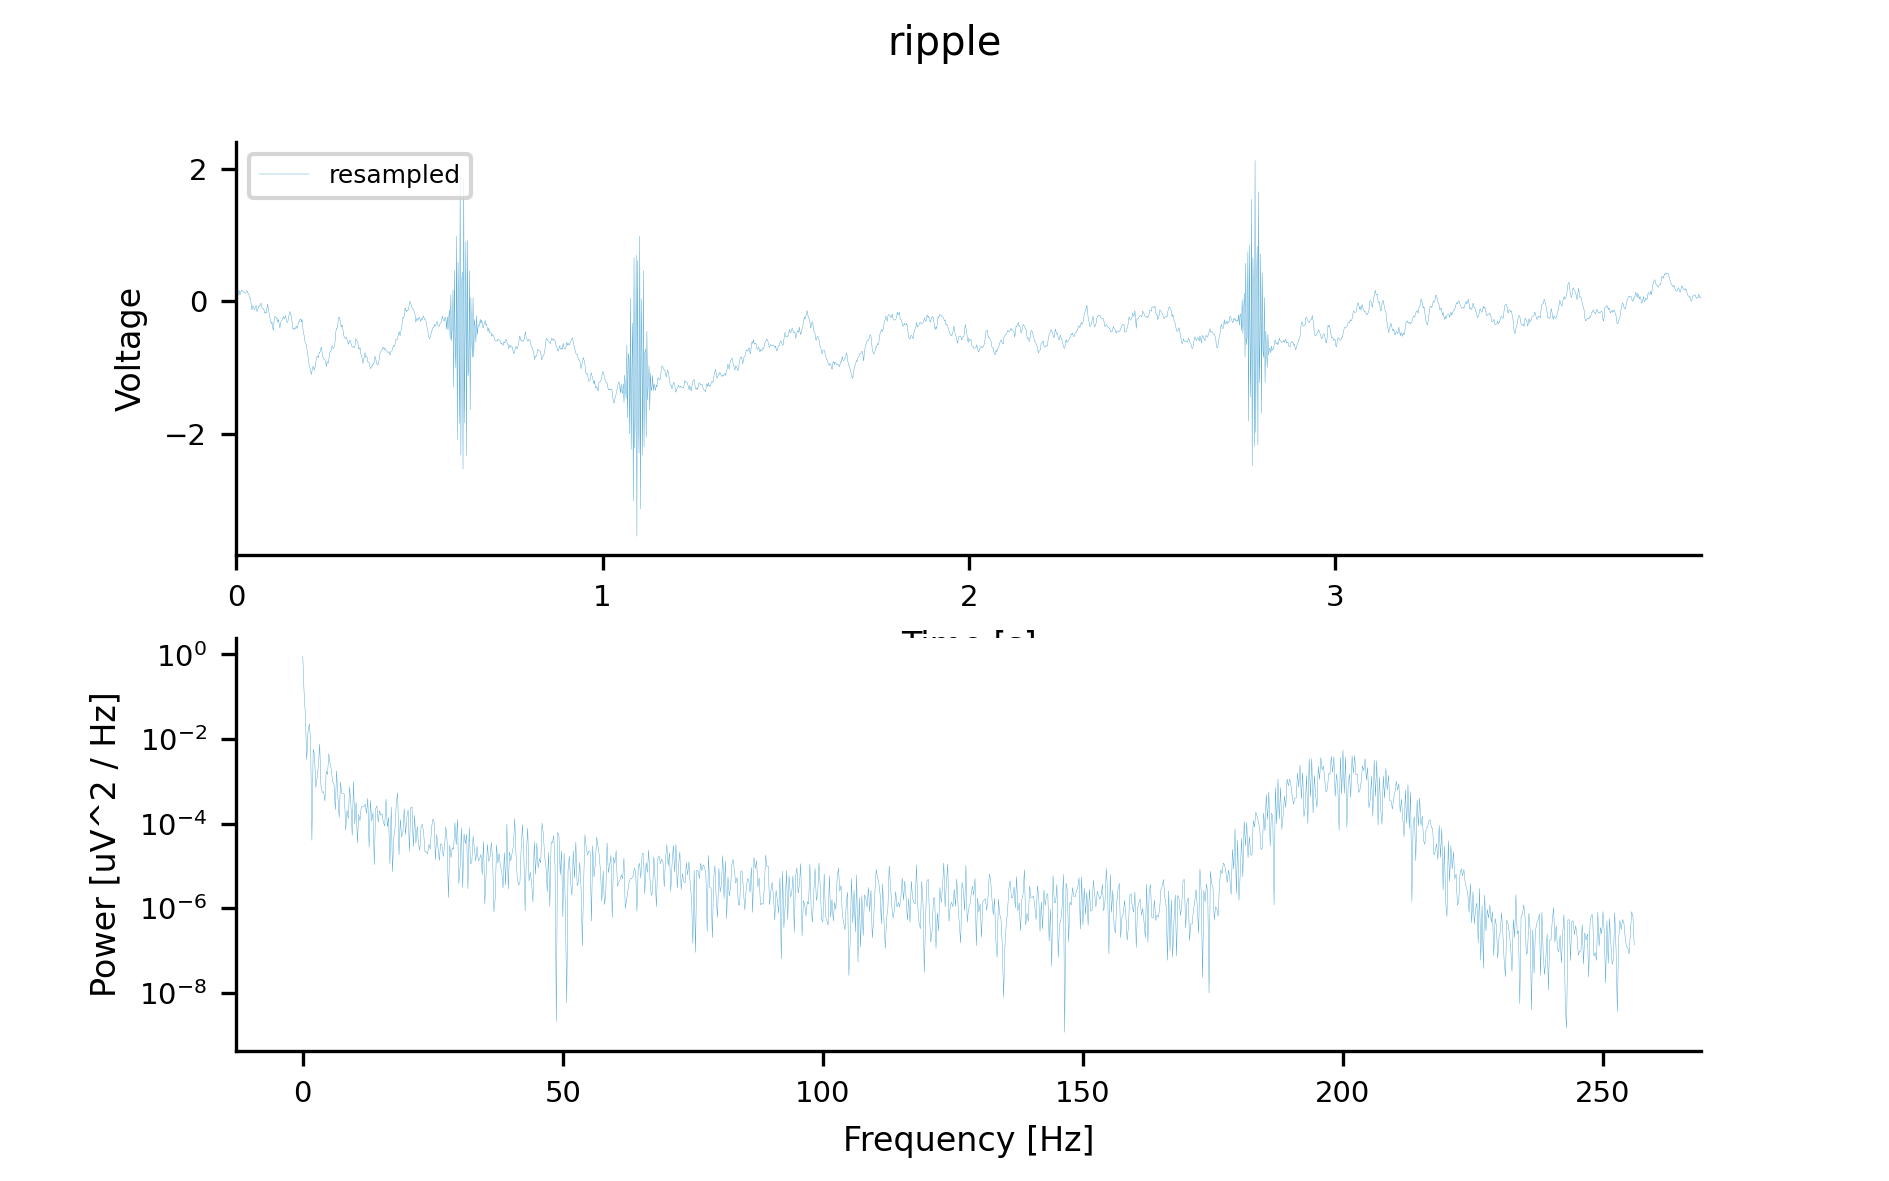 ripple
resampled
2
0
−2
Voltage
0 1 2 3
Time [s]
10^0
10^−2
10^−4
10^−6
10^−8
Power [uV^2 / Hz]
0 50 100 150 200 250
Frequency [Hz]